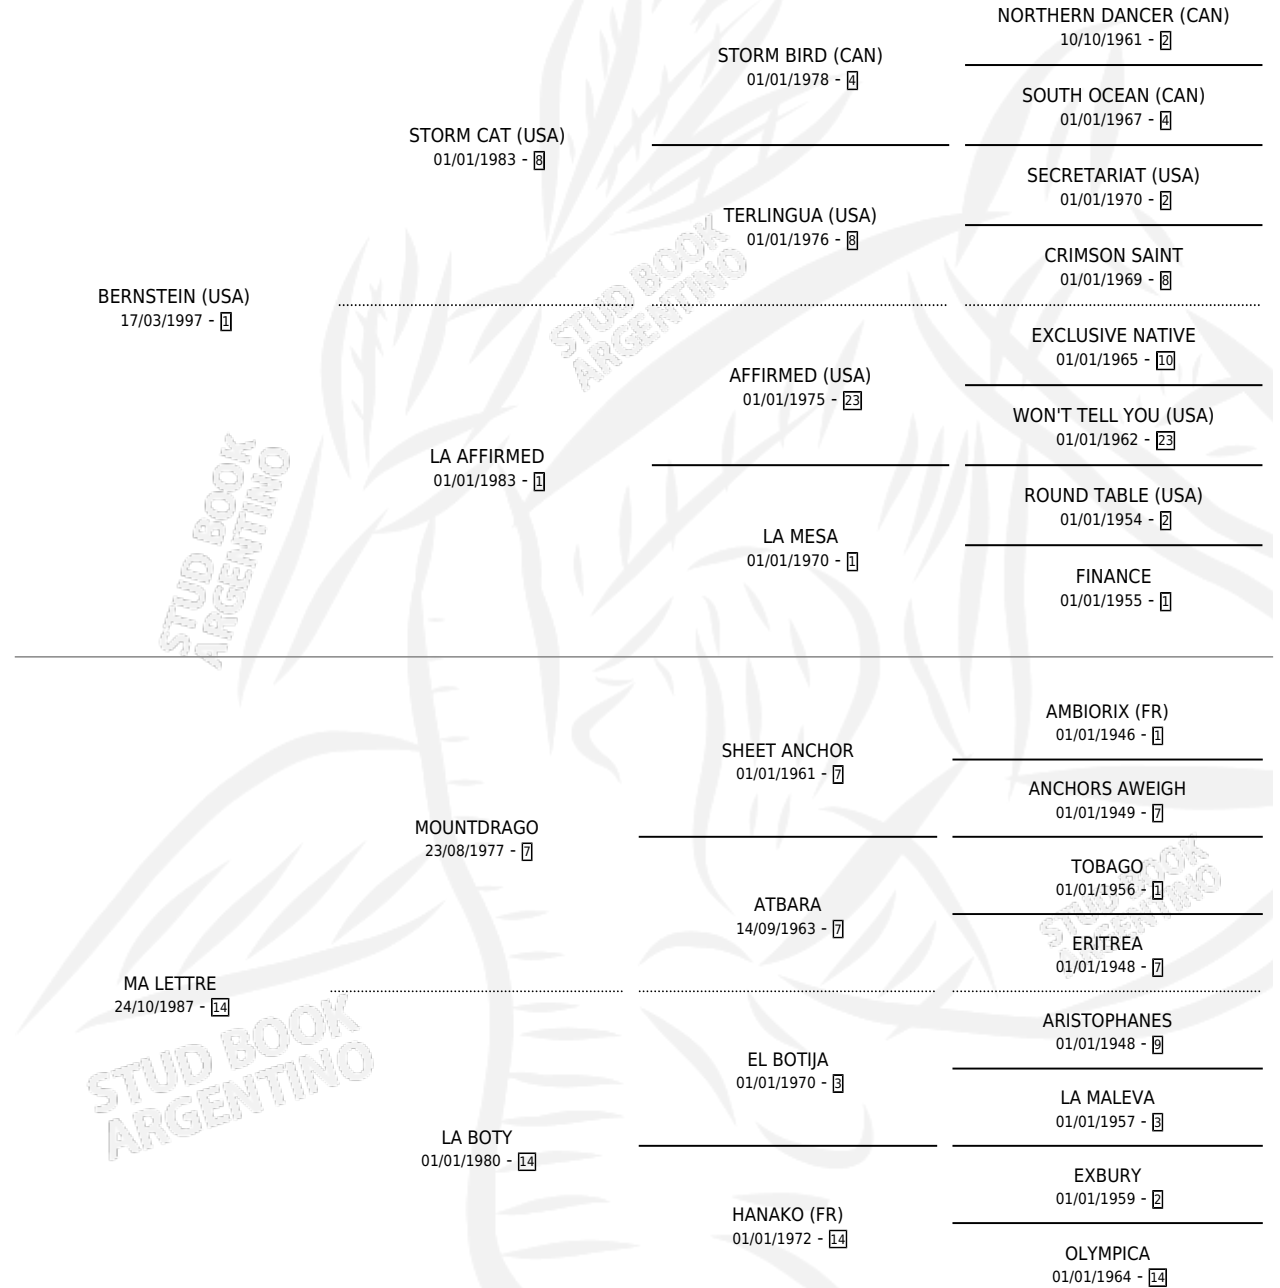 NORTHERN DANCER (CAN)
10/10/1961 - 2
STORM BIRD (CAN)
01/01/1978 - 4
SOUTH OCEAN (CAN)
01/01/1967 - 4
STORM CAT (USA)
01/01/1983 - 8
SECRETARIAT (USA)
01/01/1970 - 2
TERLINGUA (USA)
01/01/1976 - 8
CRIMSON SAINT
01/01/1969 - 8
BERNSTEIN (USA)
17/03/1997 - 1
EXCLUSIVE NATIVE
01/01/1965 - 10
AFFIRMED (USA)
01/01/1975 - 23
WON'T TELL YOU (USA)
01/01/1962 - 23
LA AFFIRMED
01/01/1983 - 1
ROUND TABLE (USA)
01/01/1954 - 2
LA MESA
01/01/1970 - 1
FINANCE
01/01/1955 - 1
STUD BOOK
ARGENTINO
STUD BOOK
ARGENTINO
AMBIORIX (FR)
01/01/1946 - 1
SHEET ANCHOR
01/01/1961 - 7
ANCHORS AWEIGH
01/01/1949 - 7
MOUNTDRAGO
23/08/1977 - 7
TOBAGO
01/01/1956 - 1
ATBARA
14/09/1963 - 7
ERITREA
01/01/1948 - 7
MA LETTRE
24/10/1987 - 14
ARISTOPHANES
01/01/1948 - 9
EL BOTIJA
01/01/1970 - 3
LA MALEVA
01/01/1957 - 3
LA BOTY
01/01/1980 - 14
EXBURY
01/01/1959 - 2
HANAKO (FR)
01/01/1972 - 14
OLYMPICA
01/01/1964 - 14
STUD BOOK
ARGENTINO
STUD BOOK
ARGENTINO